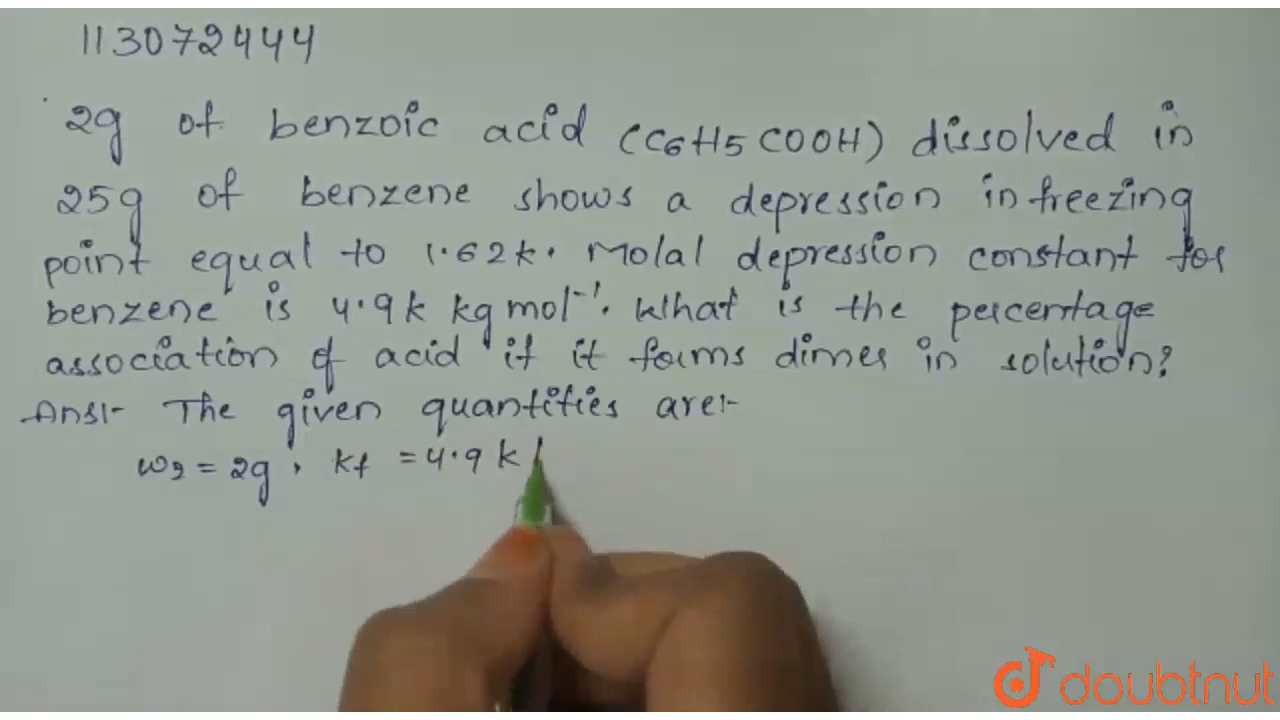 113072444
2g of benzoic acid (C6H5COOH) dissolved in
25g of benzene shows a depression in freezing
point equal to 1.62k. Molal depression constant for
benzene is 4.9k kg mol-1. What is the percentage
association of acid if it forms dimer in solution?
Ans:- The given quantities are:-
w2 = 2g , kf = 4.9 k
doubtnut